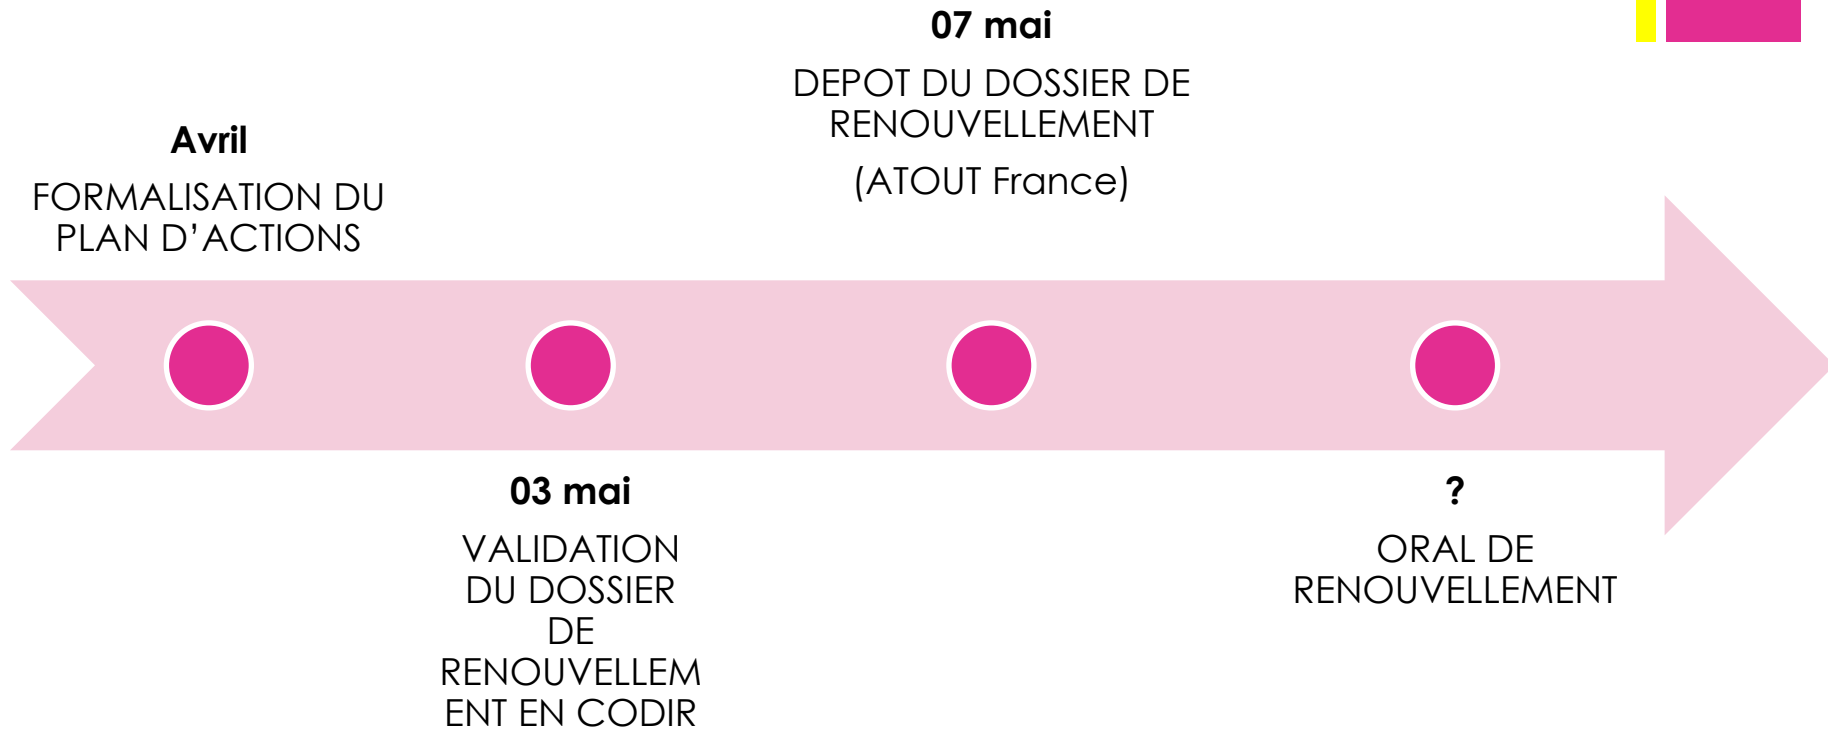 Avril
FORMALISATION DU
PLAN D’ACTIONS
03 mai
VALIDATION
DU DOSSIER
DE
RENOUVELLEM
ENT EN CODIR
07 mai
DEPOT DU DOSSIER DE
RENOUVELLEMENT
(ATOUT France)
?
ORAL DE
RENOUVELLEMENT